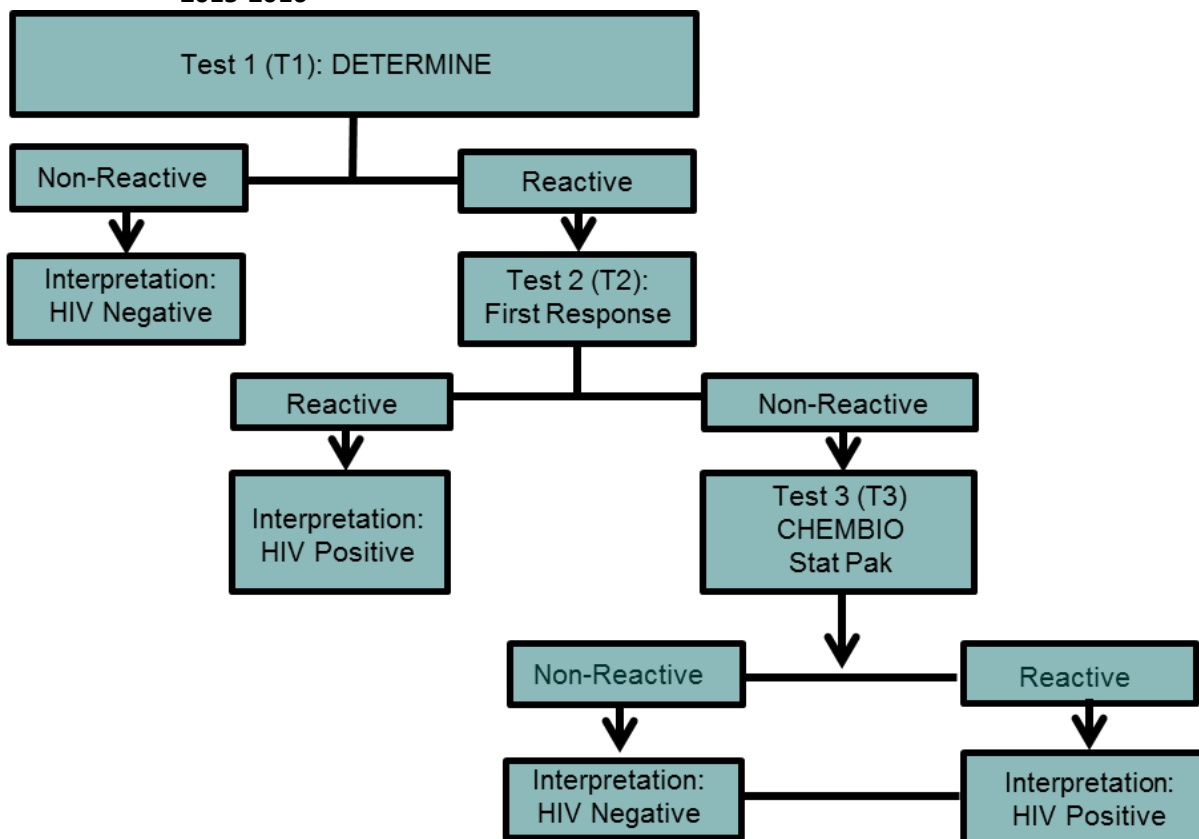 Test 1 (T1): DETERMINE
Non-Reactive
Reactive
Interpretation:
HIV Negative
Test 2 (T2):
First Response
Reactive
Non-Reactive
Interpretation:
HIV Positive
Test 3 (T3)
CHEMBIO
Stat Pak
Non-Reactive
Reactive
Interpretation:
HIV Negative
Interpretation:
HIV Positive